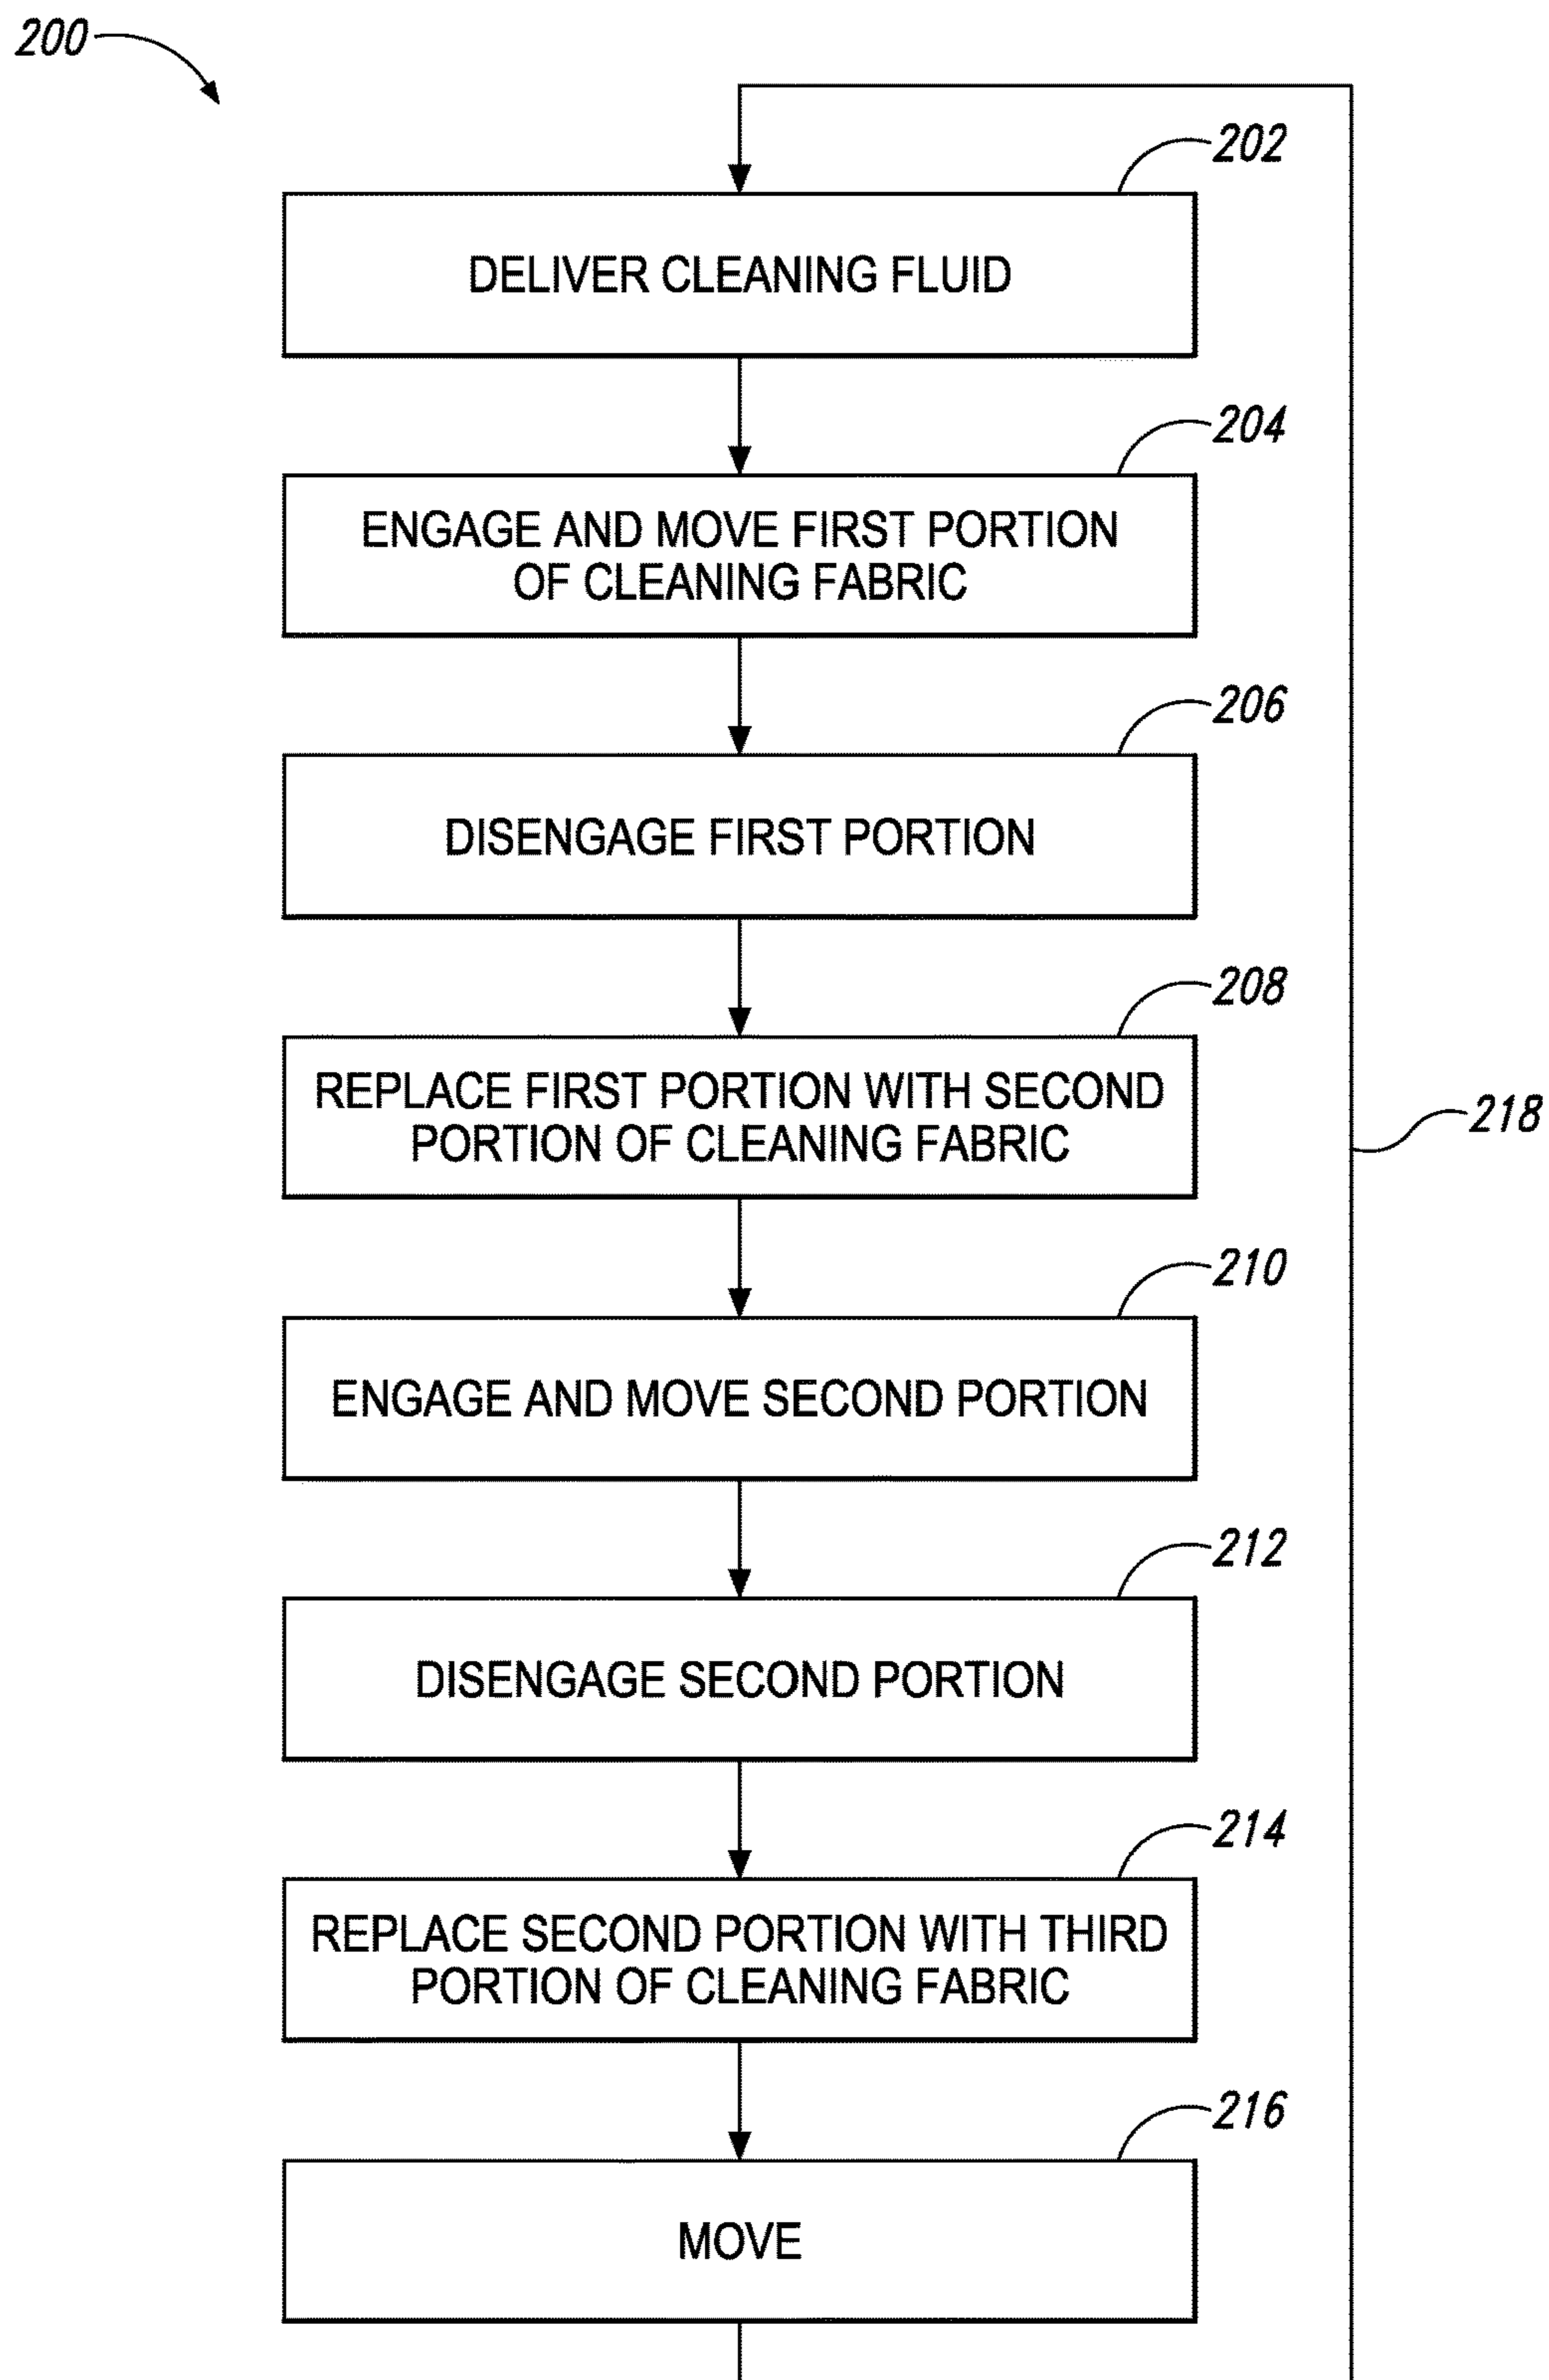 200
202
DELIVER CLEANING FLUID
204
ENGAGE AND MOVE FIRST PORTION
OF CLEANING FABRIC
206
DISENGAGE FIRST PORTION
208
REPLACE FIRST PORTION WITH SECOND
PORTION OF CLEANING FABRIC
218
210
ENGAGE AND MOVE SECOND PORTION
212
DISENGAGE SECOND PORTION
214
REPLACE SECOND PORTION WITH THIRD
PORTION OF CLEANING FABRIC
216
MOVE